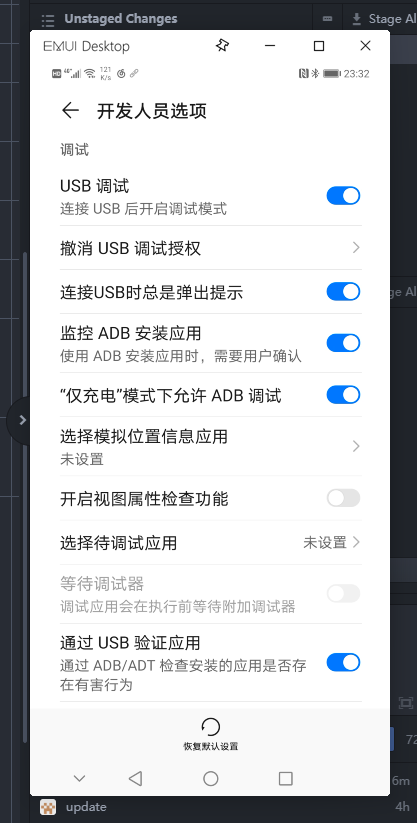 Unstaged Changes
Stage Al
EMUI Desktop
HD 46 121 K/s
23:32
开发人员选项
调试
USB 调试
连接 USB 后开启调试模式
撤消 USB 调试授权
连接USB时总是弹出提示
ge Al
监控 ADB 安装应用
使用 ADB 安装应用时，需要用户确认
“仅充电”模式下允许 ADB 调试
选择模拟位置信息应用
未设置
开启视图属性检查功能
选择待调试应用
未设置
等待调试器
调试应用会在执行前等待附加调试器
通过 USB 验证应用
通过 ADB/ADT 检查安装的应用是否存
在有害行为
恢复默认设置
72
6m
update
4h